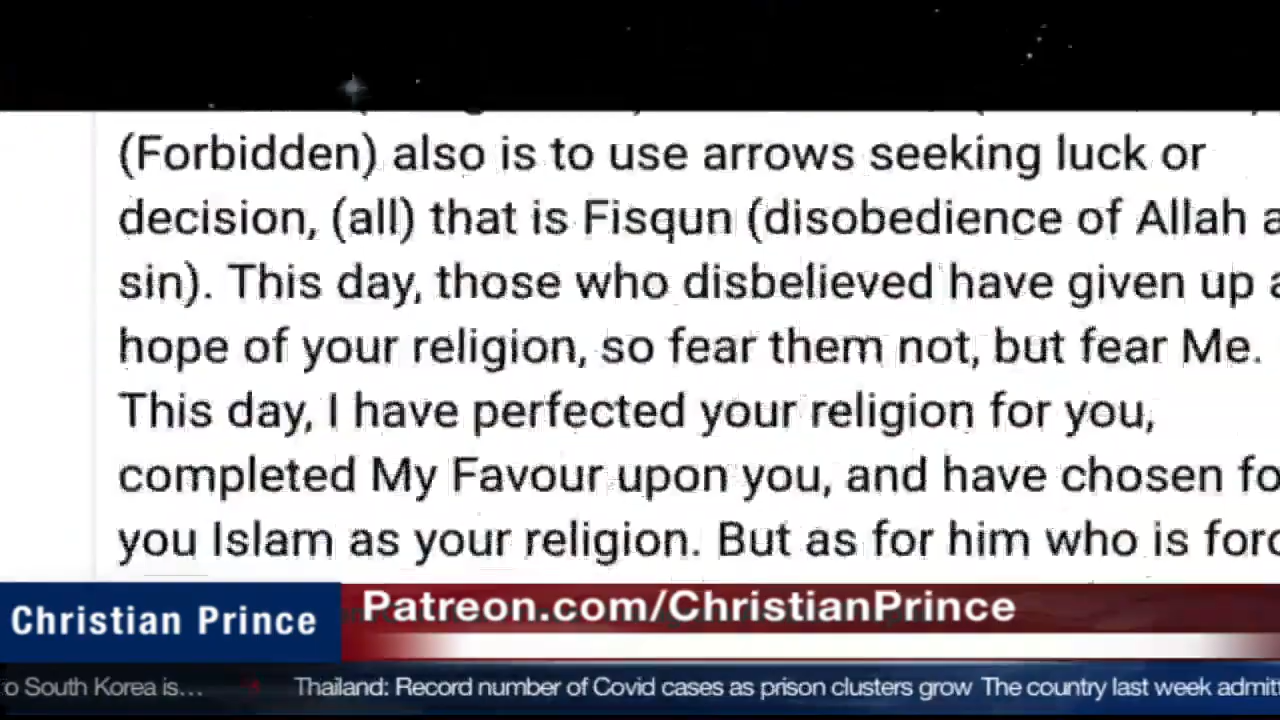 (Forbidden) also is to use arrows seeking luck or
decision, (all) that is Fisqun (disobedience of Allah
sin). This day, those who disbelieved have given up
hope of your religion, so fear them not, but fear Me.
This day, I have perfected your religion for you,
completed My Favour upon you, and have chosen
you Islam as your religion. But as for him who is
Christian Prince
Patreon.com/ChristianPrince
South Korea is...
Thailand: Record number of Covid cases as prison clusters grow The country last week